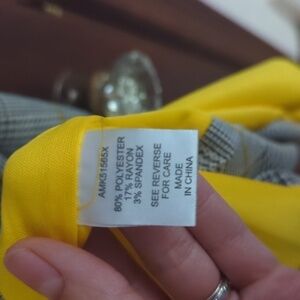 AMK51565X
80% POLYESTER
17% RAYON
3% SPANDEX
SEE REVERSE
FOR CARE
MADE
IN CHINA